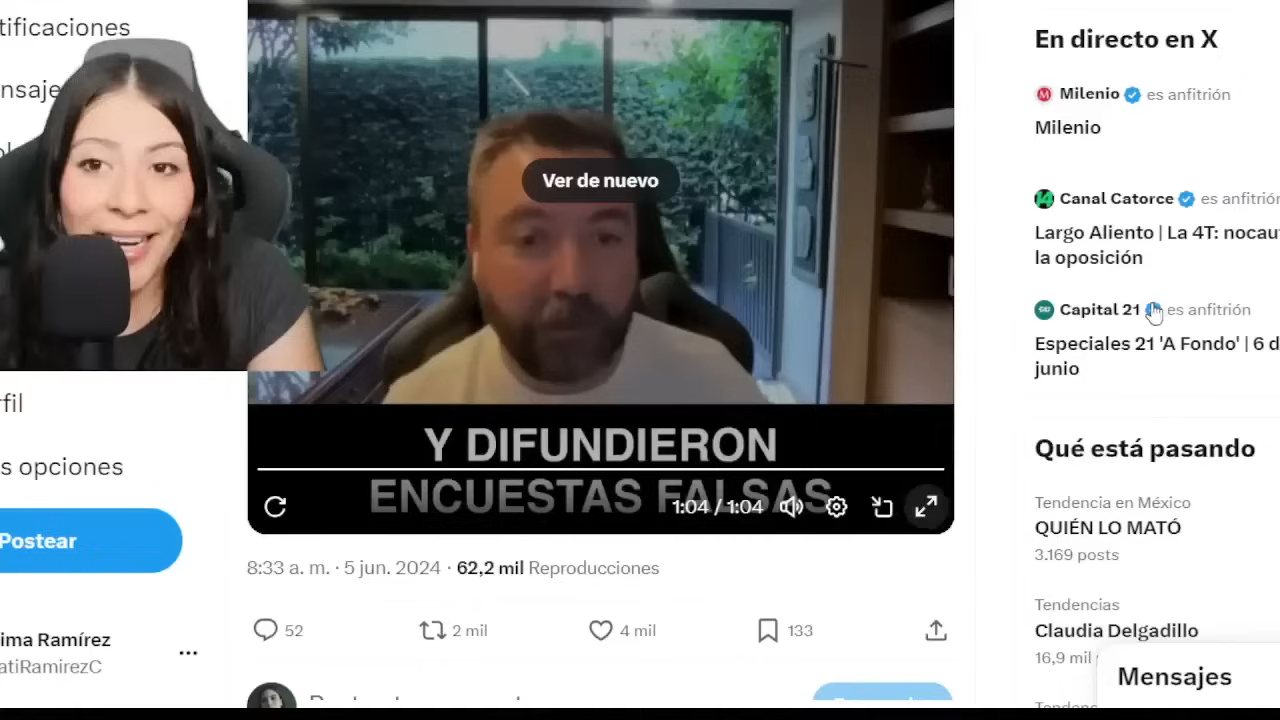 tificaciones
nsaje
rfil
s opciones
Postear
ima Ramírez
atiRamirezC
Ver de nuevo
Y DIFUNDIERON
ENCUESTAS FALSAS
1:04 / 1:04
8:33 a. m. · 5 jun. 2024 · 62,2 mil Reproducciones
52
2 mil
4 mil
133
En directo en X
Milenio es anfitrión
Milenio
Canal Catorce es anfitrión
Largo Aliento | La 4T: nocau
la oposición
Capital 21 es anfitrión
Especiales 21 'A Fondo' | 6 d
junio
Qué está pasando
Tendencia en México
QUIÉN LO MATÓ
3.169 posts
Tendencias
Claudia Delgadillo
16,9 mil
Mensajes